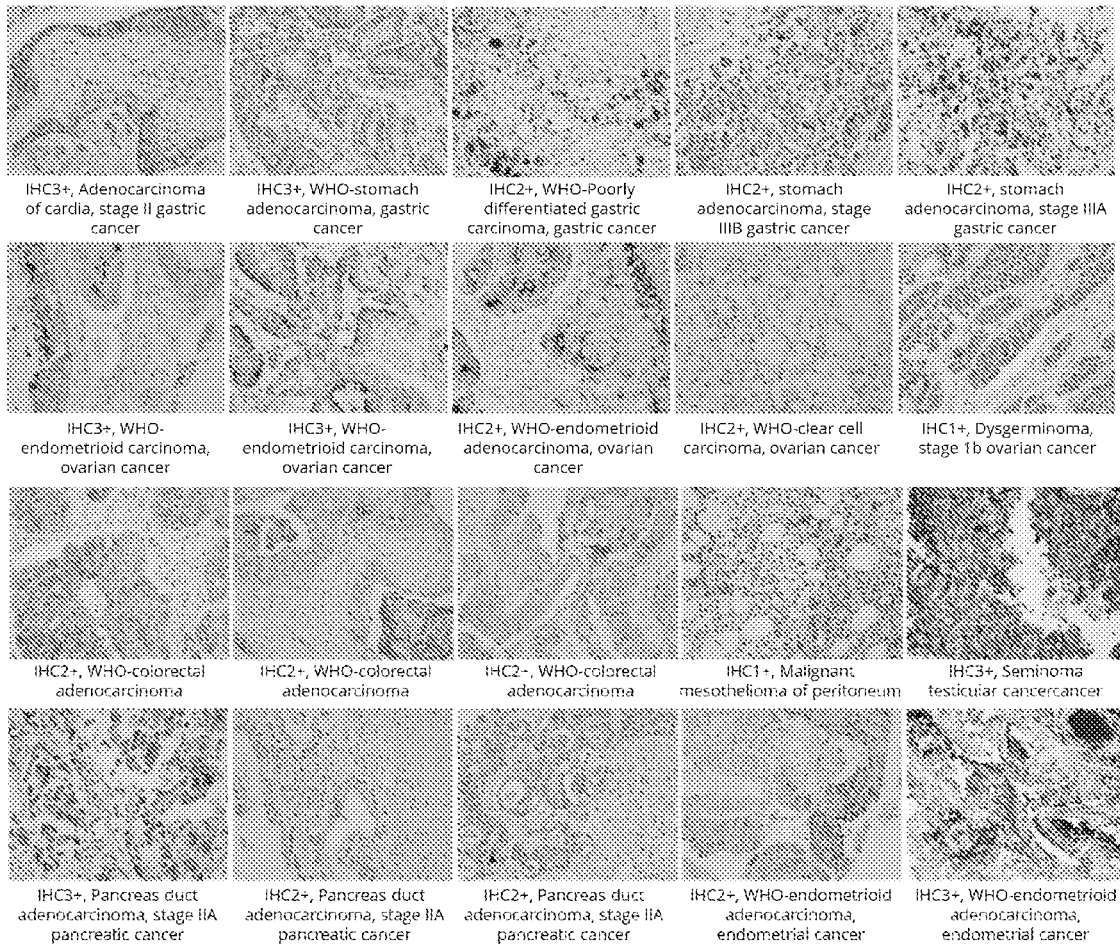 IHC3+, Adenocarcinoma
of cardia, stage II gastric
cancer
IHC3+, WHO-stomach
adenocarcinoma, gastric
cancer
IHC2+, WHO-Poorly
differentiated gastric
carcinoma, gastric cancer
IHC2+, stomach
adenocarcinoma, stage
IIIB gastric cancer
IHC2+, stomach
adenocarcinoma, stage IIIA
gastric cancer
IHC3+, WHO-
endometrioid carcinoma,
ovarian cancer
IHC3+, WHO-
endometrioid carcinoma,
ovarian cancer
IHC2+, WHO-endometrioid
adenocarcinoma, ovarian
cancer
IHC2+, WHO-clear cell
carcinoma, ovarian cancer
IHC1+, Dysgerminoma,
stage 1b ovarian cancer
IHC2+, WHO-colorectal
adenocarcinoma
IHC2+, WHO-colorectal
adenocarcinoma
IHC2+, WHO-colorectal
adenocarcinoma
IHC1+, Malignant
mesothelioma of peritoneum
IHC3+, Seminoma
testicular cancercancer
IHC3+, Pancreas duct
adenocarcinoma, stage IIA
pancreatic cancer
IHC2+, Pancreas duct
adenocarcinoma, stage IIA
pancreatic cancer
IHC2+, Pancreas duct
adenocarcinoma, stage IIA
pancreatic cancer
IHC2+, WHO-endometrioid
adenocarcinoma,
endometrial cancer
IHC3+, WHO-endometrioid
adenocarcinoma,
endometrial cancer